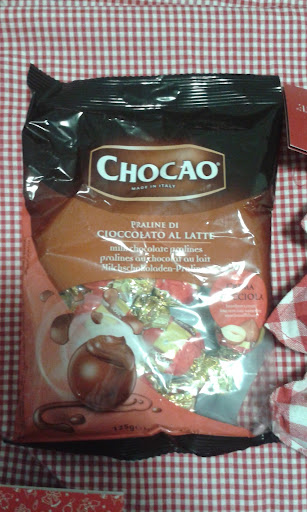 CHOCAO
MADE IN ITALY
PRALINE DI
CIOCCOLATO AL LATTE
milk chocolate pralines
pralines au chocolat au lait
Milchschokoladen-Pralinen
125g